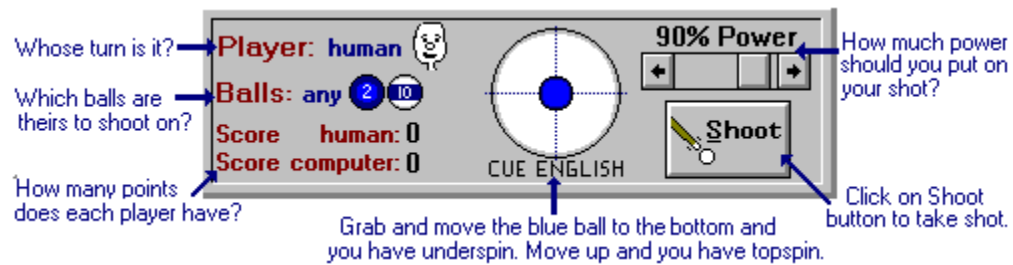 Whose turn is it?
Player: human
90% Power
How much power
should you put on
your shot?
Which balls are
theirs to shoot on?
Balls: any 2 10
Score human: 0
Score computer: 0
CUE ENGLISH
Shoot
How many points
does each player have?
Grab and move the blue ball to the bottom and
you have underspin. Move up and you have topspin.
Click on Shoot
button to take shot.